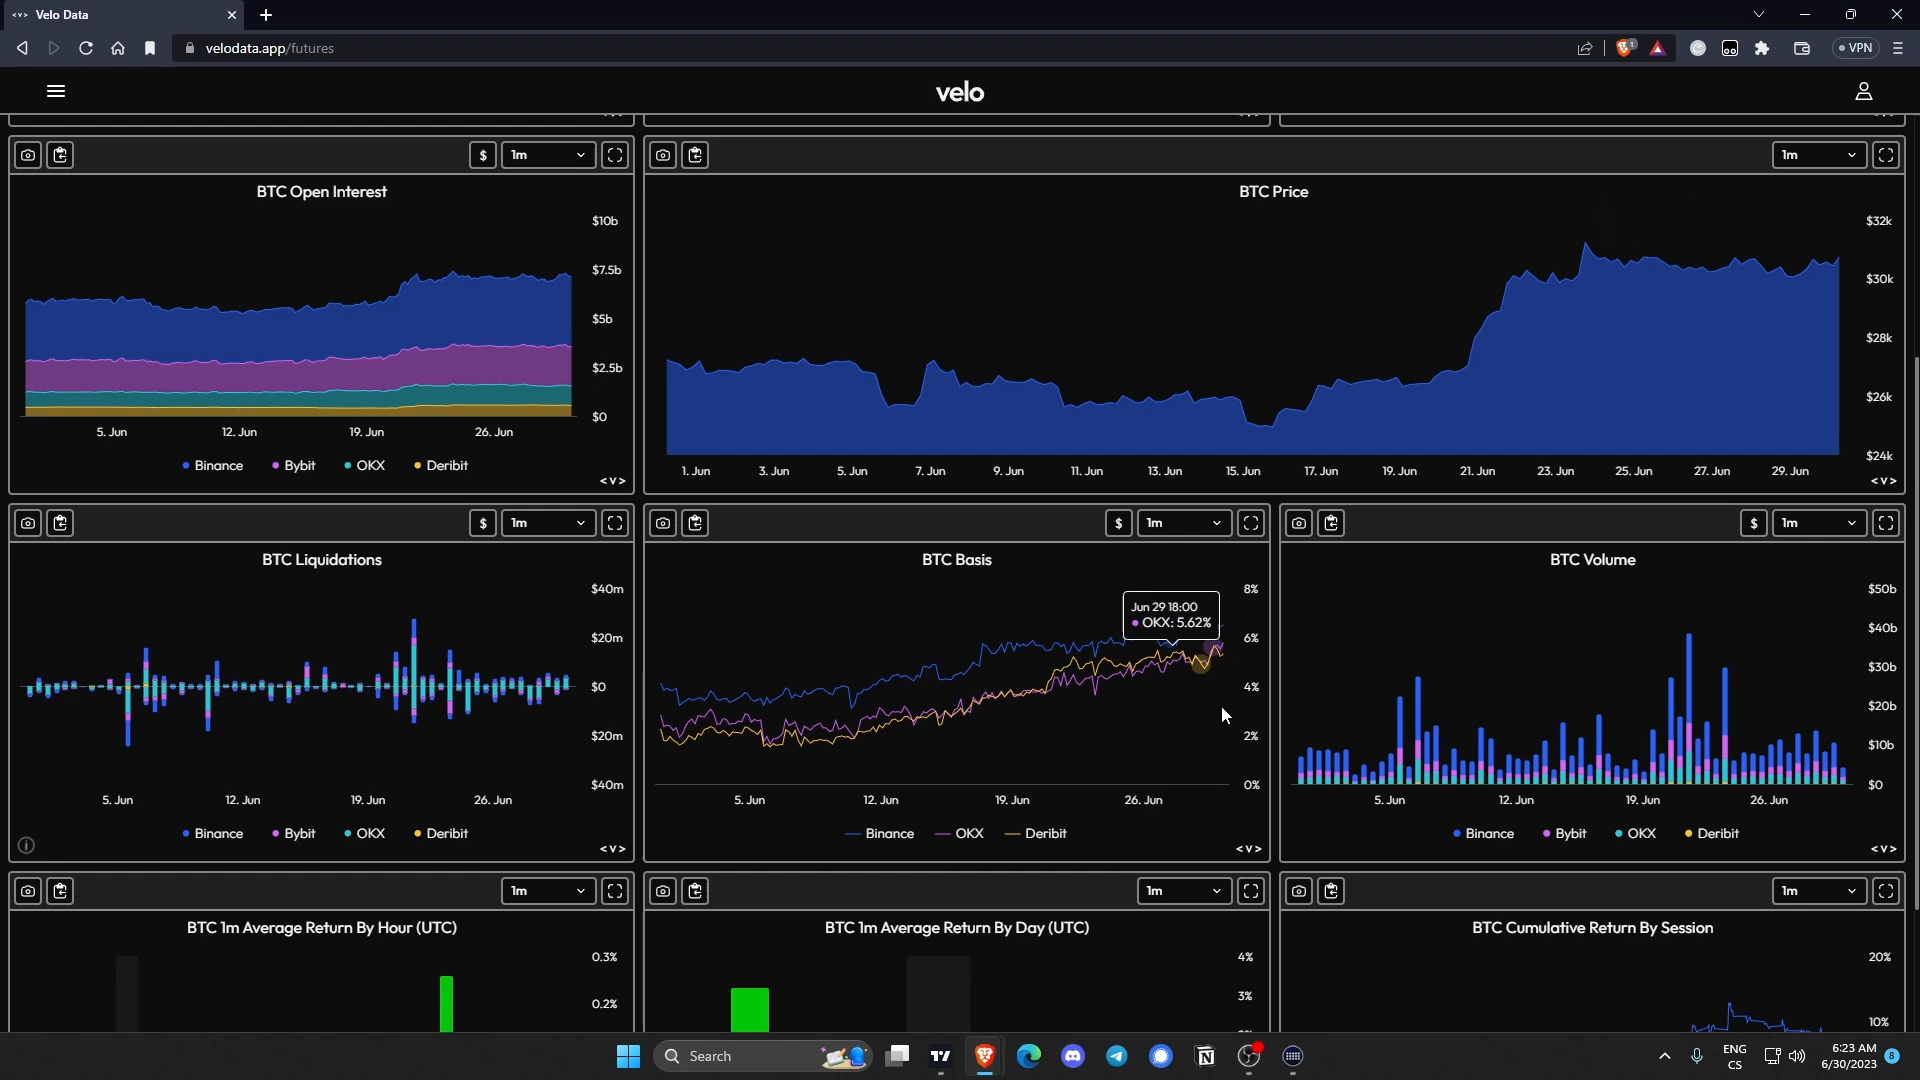 Velo Data
velodata.app/futures
1
VPN
velo
$ 1m
1m
BTC Open Interest
$10b
$7.5b
$5b
$2.5b
$0
5. Jun 12. Jun 19. Jun 26. Jun
Binance Bybit OKX Deribit
<v>
BTC Price
$32k
$30k
$28k
$26k
$24k
1. Jun 3. Jun 5. Jun 7. Jun 9. Jun 11. Jun 13. Jun 15. Jun 17. Jun 19. Jun 21. Jun 23. Jun 25. Jun 27. Jun 29. Jun
<v>
$ 1m
$ 1m
$ 1m
BTC Liquidations
$40m
$20m
$0
$20m
$40m
5. Jun 12. Jun 19. Jun 26. Jun
Binance Bybit OKX Deribit
<v>
BTC Basis
8%
Jun 29 18:00
OKX: 5.62%
6%
4%
2%
0%
5. Jun 12. Jun 19. Jun 26. Jun
Binance OKX Deribit
<v>
BTC Volume
$50b
$40b
$30b
$20b
$10b
$0
5. Jun 12. Jun 19. Jun 26. Jun
Binance Bybit OKX Deribit
<v>
1m
1m
1m
BTC 1m Average Return By Hour (UTC)
0.3%
0.2%
BTC 1m Average Return By Day (UTC)
4%
3%
BTC Cumulative Return By Session
20%
10%
Search
ENG
CS
6:23 AM
6/30/2023
8